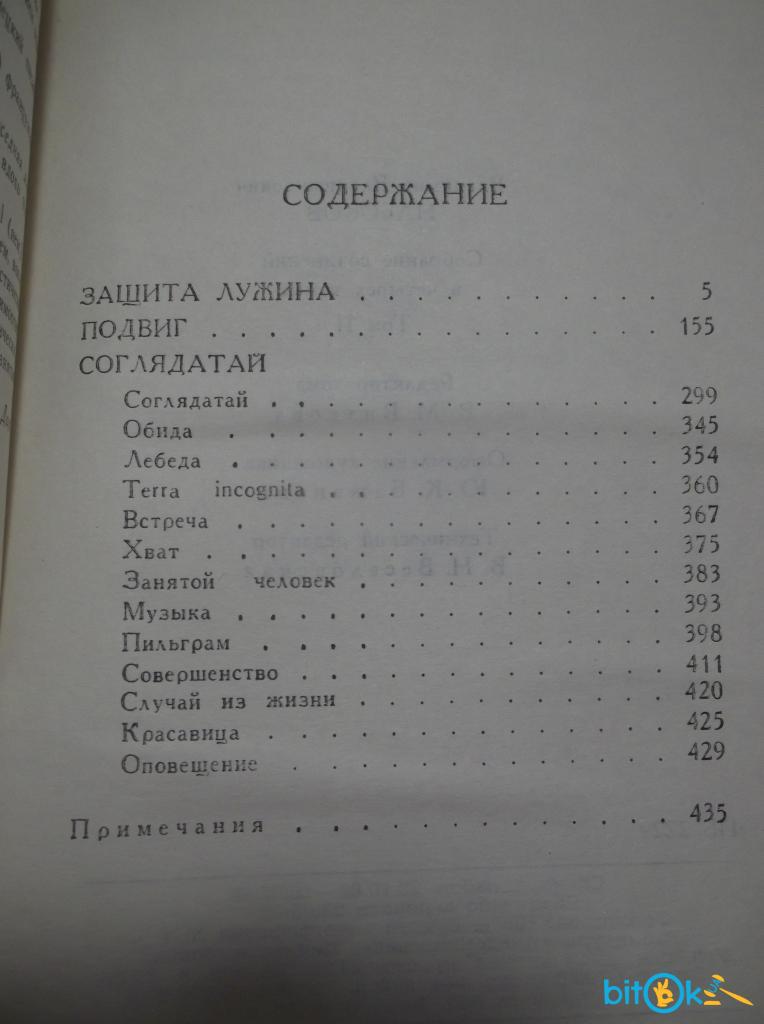 СОДЕРЖАНИЕ
ЗАЩИТА ЛУЖИНА . . . . . . . . . . . 5
ПОДВИГ . . . . . . . . . . . . . . . . 155
СОГЛЯДАТАЙ
Соглядатай . . . . . . . . . . . . . . 299
Обида . . . . . . . . . . . . . . . 345
Лебеда . . . . . . . . . . . . . . . 354
Terra incognita . . . . . . . . . . . . 360
Встреча . . . . . . . . . . . . . . . 367
Хват . . . . . . . . . . . . . . . . 375
Занятой человек . . . . . . . . . . . 383
Музыка . . . . . . . . . . . . . . . 393
Пильграм . . . . . . . . . . . . . . 398
Совершенство . . . . . . . . . . . . 411
Случай из жизни . . . . . . . . . . . 420
Красавица . . . . . . . . . . . . . . 425
Оповещение . . . . . . . . . . . . . 429
Примечания . . . . . . . . . . . . . 435
bitok